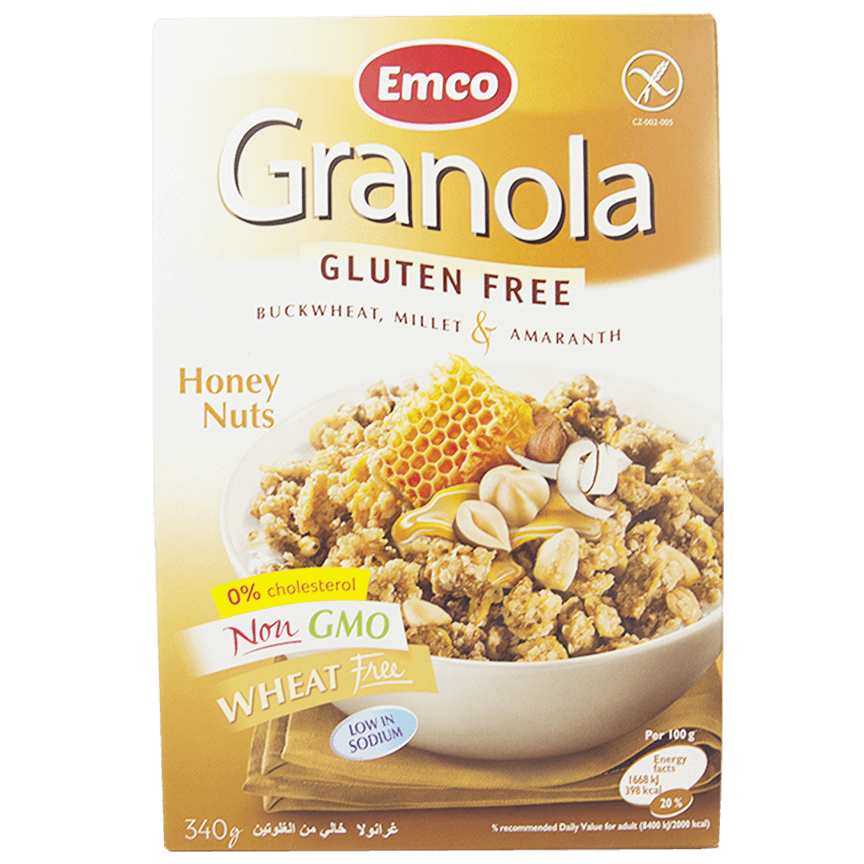 Emco
CZ-002-005
Granola
GLUTEN FREE
BUCKWHEAT, MILLET & AMARANTH
Honey
Nuts
0% cholesterol
Non GMO
WHEAT Free
LOW IN
SODIUM
Per 100 g
Energy
facts
1668 kJ
398 kcal
20 %
340g غرانولا خالي من الغلوتين
% recommended Daily Value for adult (8400 kJ/2000 kcal)